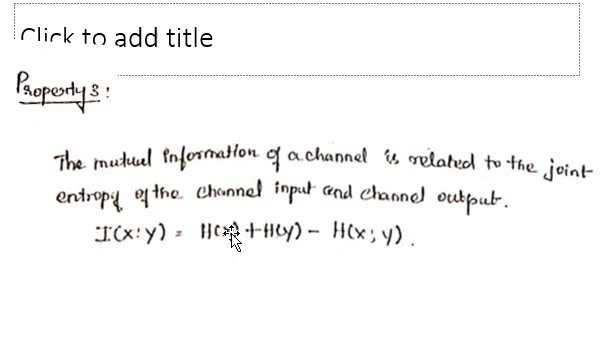 Click to add title
Property 3:
The mutual information of a channel is related to the joint
entropy of the channel input and channel output.
I(x:y) = H(x) + H(y) - H(x;y).